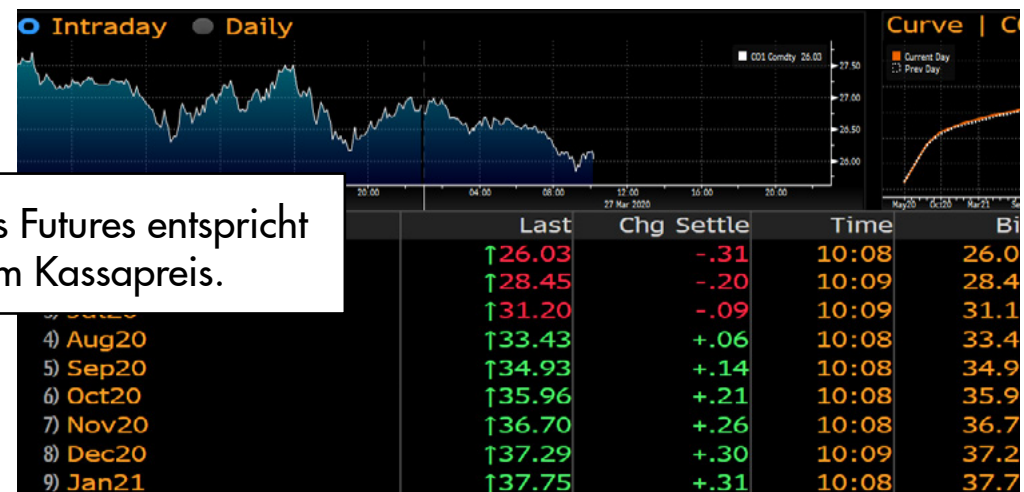 Intraday Daily
Curve | C
CO1 Comdty 26.03
Current Day
Prev Day
27.50
27.00
26.50
26.00
20:00 04:00 08:00 12:00 16:00 20:00
27 Mar 2020
May20 Oct20 Mar21
s Futures entspricht
m Kassapreis.
Last Chg Settle Time Bi
↑26.03 -.31 10:08 26.0
↑28.45 -.20 10:09 28.4
↑31.20 -.09 10:09 31.1
4) Aug20 ↑33.43 +.06 10:08 33.4
5) Sep20 ↑34.93 +.14 10:08 34.9
6) Oct20 ↑35.96 +.21 10:08 35.9
7) Nov20 ↑36.70 +.26 10:08 36.7
8) Dec20 ↑37.29 +.30 10:09 37.2
9) Jan21 ↑37.75 +.31 10:08 37.7